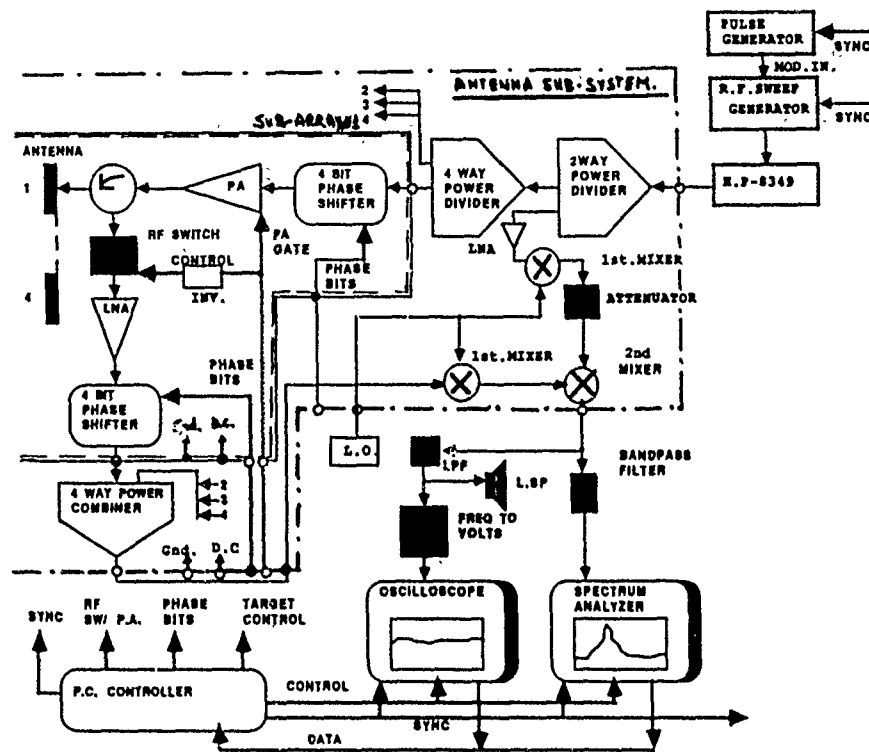 PULSE
GENERATOR
SYNC
MOD.IN.
R.F.SWEEP
GENERATOR
SYNC
H.P-8349
ANTENNA SUB-SYSTEM.
2
3
4
SUB-ARRAY
ANTENNA
1
4
PA
4 BIT
PHASE
SHIFTER
4 WAY
POWER
DIVIDER
2WAY
POWER
DIVIDER
RF SWITCH
CONTROL
INV.
PA
GATE
PHASE
BITS
LNA
1st.MIXER
ATTENUATOR
LNA
1st.MIXER
2nd
MIXER
PHASE
BITS
4 BIT
PHASE
SHIFTER
Gnd.
D.C.
L.O.
LPF
L.SP
BANDPASS
FILTER
4 WAY POWER
COMBINER
2
3
4
FREQ TO
VOLTS
Gnd.
D.C
OSCILLOSCOPE
SPECTRUM
ANALYZER
SYNC
RF
SW/ P.A.
PHASE
BITS
TARGET
CONTROL
P.C. CONTROLLER
CONTROL
SYNC
DATA